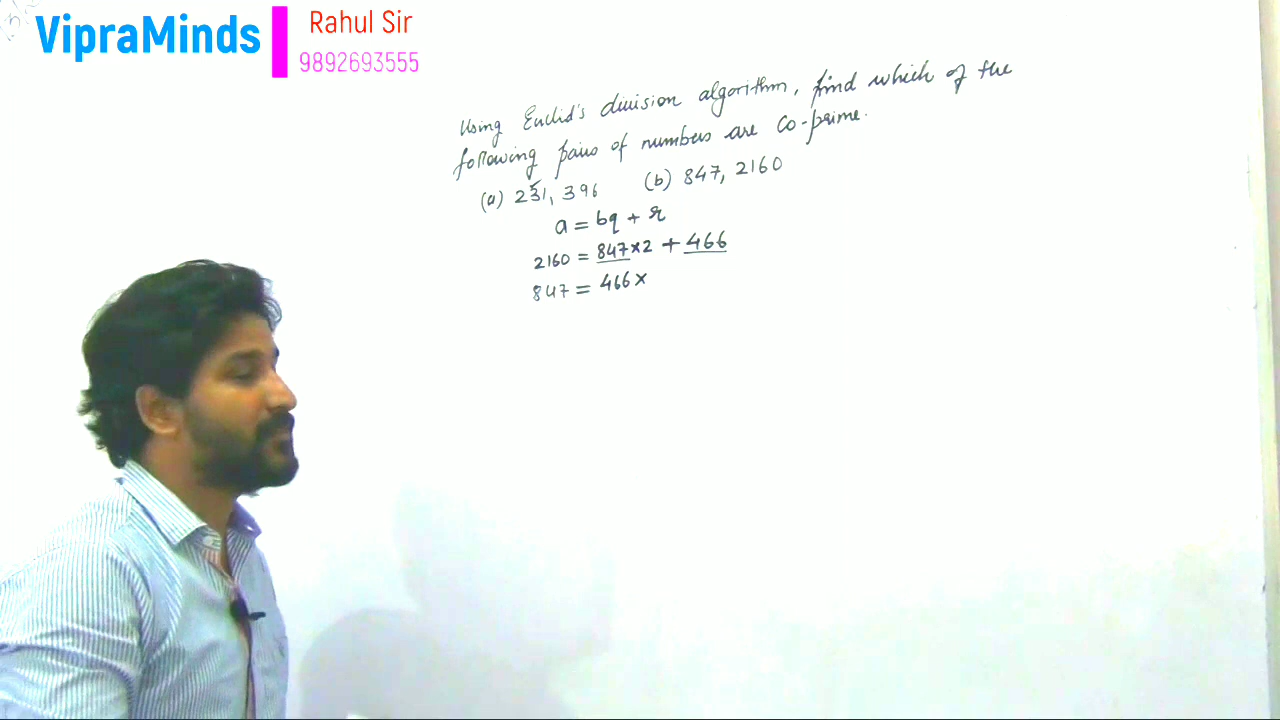 VipraMinds
Rahul Sir
9892693555
Using Euclid's division algorithm, find which of the
following pairs of numbers are co-prime.
(a) 231, 396 (b) 847, 2160
a = bq + r
2160 = 847×2 + 466
847 = 466×